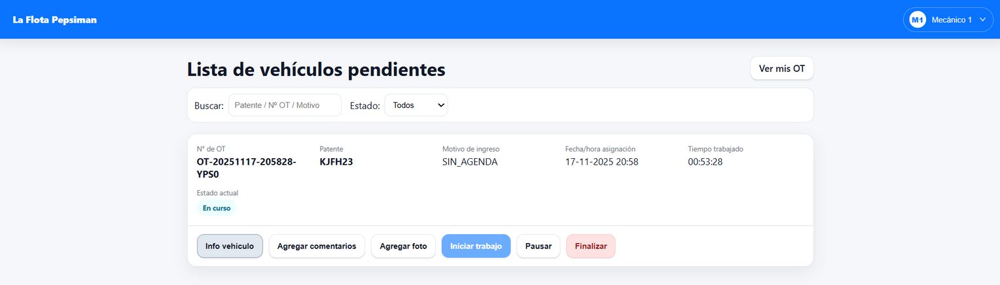 La Flota Pepsiman
M1 Mecánico 1
Lista de vehículos pendientes
Ver mis OT
Buscar: Patente / Nº OT / Motivo Estado: Todos
N° de OT Patente Motivo de ingreso Fecha/hora asignación Tiempo trabajado
OT-20251117-205828- KJFH23 SIN_AGENDA 17-11-2025 20:58 00:53:28
YPS0
Estado actual
En curso
Info vehiculo Agregar comentarios Agregar foto Iniciar trabajo Pausar Finalizar